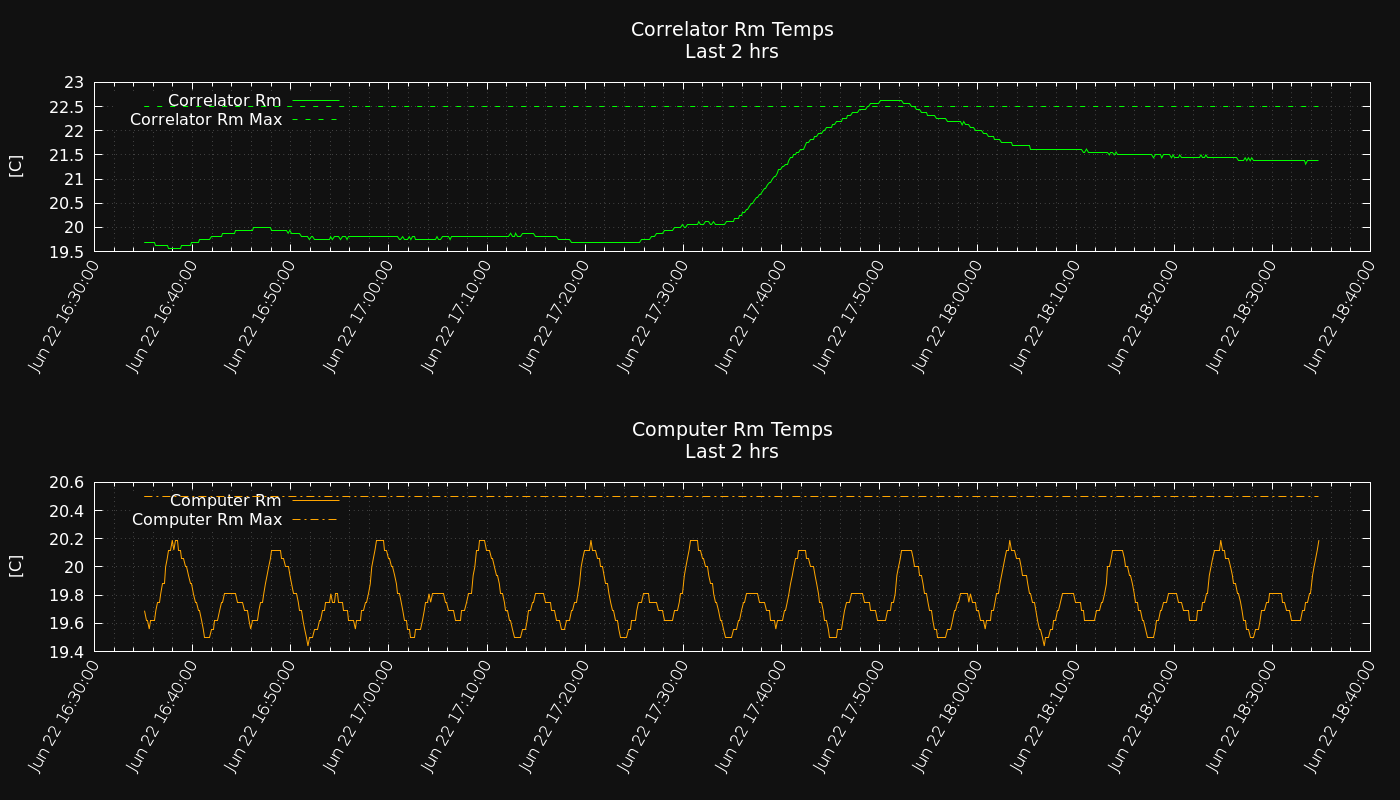 Correlator Rm Temps
Last 2 hrs
23
22.5
22
21.5
21
20.5
20
19.5
[C]
Correlator Rm
Correlator Rm Max
Jun 22 16:30:00
Jun 22 16:40:00
Jun 22 16:50:00
Jun 22 17:00:00
Jun 22 17:10:00
Jun 22 17:20:00
Jun 22 17:30:00
Jun 22 17:40:00
Jun 22 17:50:00
Jun 22 18:00:00
Jun 22 18:10:00
Jun 22 18:20:00
Jun 22 18:30:00
Jun 22 18:40:00
Computer Rm Temps
Last 2 hrs
20.6
20.4
20.2
20
19.8
19.6
19.4
[C]
Computer Rm
Computer Rm Max
Jun 22 16:30:00
Jun 22 16:40:00
Jun 22 16:50:00
Jun 22 17:00:00
Jun 22 17:10:00
Jun 22 17:20:00
Jun 22 17:30:00
Jun 22 17:40:00
Jun 22 17:50:00
Jun 22 18:00:00
Jun 22 18:10:00
Jun 22 18:20:00
Jun 22 18:30:00
Jun 22 18:40:00